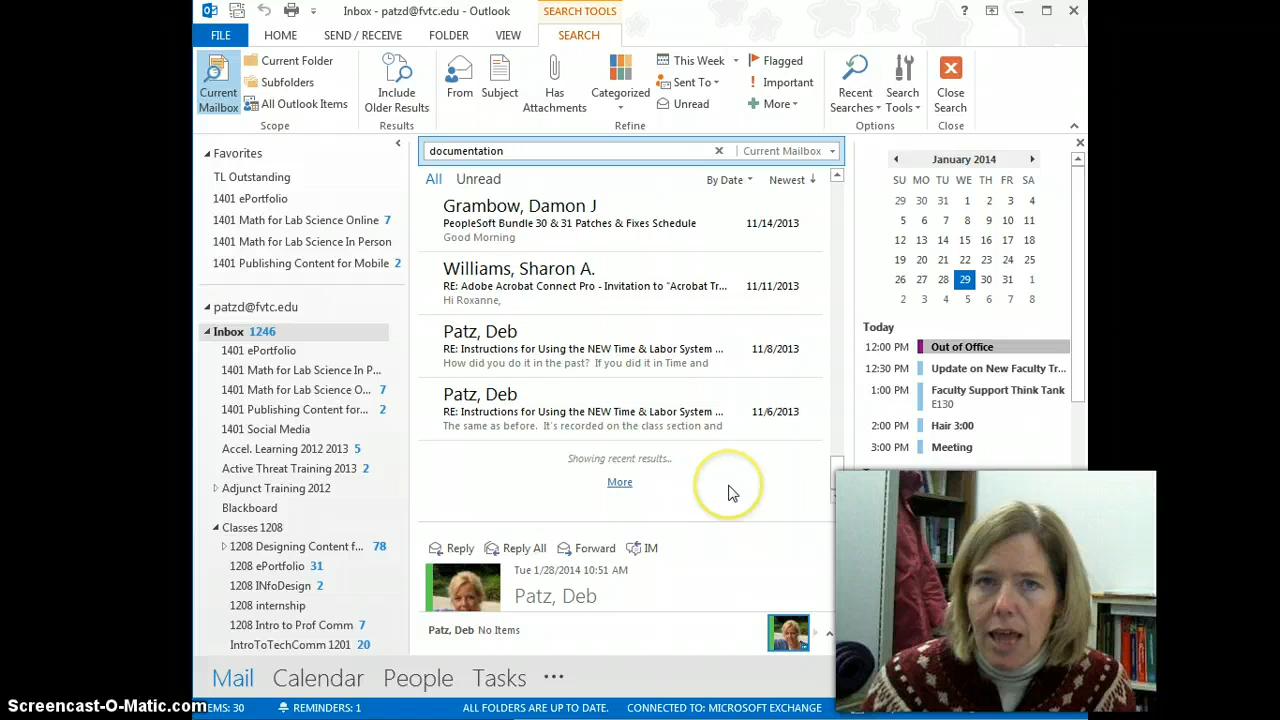 Inbox - patzd@fvtc.edu - Outlook
SEARCH TOOLS
?
FILE
HOME
SEND / RECEIVE
FOLDER
VIEW
SEARCH
Current Mailbox
Current Folder
Subfolders
All Outlook Items
Scope
Include Older Results
Results
From
Subject
Has Attachments
Categorized
This Week
Sent To
Unread
Flagged
Important
More
Refine
Recent Searches
Search Tools
Options
Close Search
Close
Favorites
TL Outstanding
1401 ePortfolio
1401 Math for Lab Science Online 7
1401 Math for Lab Science In Person
1401 Publishing Content for Mobile 2
patzd@fvtc.edu
Inbox 1246
1401 ePortfolio
1401 Math for Lab Science In P...
1401 Math for Lab Science O... 7
1401 Publishing Content for... 2
1401 Social Media
Accel. Learning 2012 2013 5
Active Threat Training 2013 2
Adjunct Training 2012
Blackboard
Classes 1208
1208 Designing Content f... 78
1208 ePortfolio 31
1208 INfoDesign 2
1208 internship
1208 Intro to Prof Comm 7
IntroToTechComm 1201 20
documentation
Current Mailbox
All Unread
By Date Newest
Grambow, Damon J
PeopleSoft Bundle 30 & 31 Patches & Fixes Schedule 11/14/2013
Good Morning
Williams, Sharon A.
RE: Adobe Acrobat Connect Pro - Invitation to "Acrobat Tr... 11/11/2013
Hi Roxanne,
Patz, Deb
RE: Instructions for Using the NEW Time & Labor System ... 11/8/2013
How did you do it in the past? If you did it in Time and
Patz, Deb
RE: Instructions for Using the NEW Time & Labor System ... 11/6/2013
The same as before. It's recorded on the class section and
Showing recent results...
More
Reply Reply All Forward IM
Tue 1/28/2014 10:51 AM
Patz, Deb
Patz, Deb No Items
January 2014
SU MO TU WE TH FR SA
29 30 31 1 2 3 4
5 6 7 8 9 10 11
12 13 14 15 16 17 18
19 20 21 22 23 24 25
26 27 28 29 30 31 1
2 3 4 5 6 7 8
Today
12:00 PM Out of Office
12:30 PM Update on New Faculty Tr...
1:00 PM Faculty Support Think Tank
E130
2:00 PM Hair 3:00
3:00 PM Meeting
Mail Calendar People Tasks ...
Screencast-O-Matic.com
EMS: 30
REMINDERS: 1
ALL FOLDERS ARE UP TO DATE.
CONNECTED TO: MICROSOFT EXCHANGE